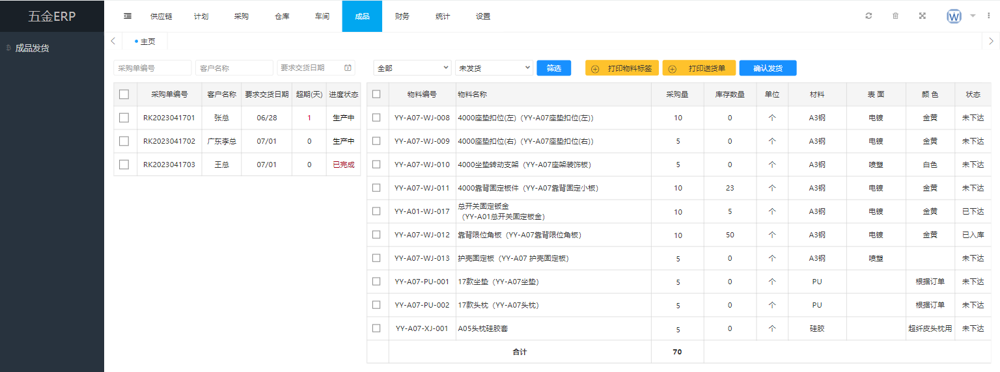 五金ERP
供应链 计划 采购 仓库 车间 成品 财务 统计 设置
W
成品发货
主页
采购单编号 客户名称 要求交货日期 全部 未发货 筛选 打印物料标签 打印送货单 确认发货
采购单编号 客户名称 要求交货日期 超期(天) 进度状态
RK2023041701 张总 06/28 1 生产中
RK2023041702 广东李总 07/01 0 生产中
RK2023041703 王总 07/01 0 已完成
物料编号 物料名称 采购量 库存数量 单位 材料 表 面 颜 色 状态
YY-A07-WJ-008 4000座垫扣位(左)（YY-A07座垫扣位(左)） 10 0 个 A3钢 电镀 金黄 未下达
YY-A07-WJ-009 4000座垫扣位(右)（YY-A07座垫扣位(右)） 5 0 个 A3钢 电镀 金黄 未下达
YY-A07-WJ-010 4000坐垫转动支架（YY-A07座架装饰板） 5 0 个 A3钢 喷塑 白色 未下达
YY-A07-WJ-011 4000靠背固定板件（YY-A07靠背固定小板） 10 23 个 A3钢 电镀 金黄 未下达
YY-A01-WJ-017 总开关固定钣金
（YY-A01总开关固定板金） 10 5 个 A3钢 电镀 金黄 已下达
YY-A07-WJ-012 靠背限位角板（YY-A07靠背限位角板） 10 50 个 A3钢 电镀 金黄 已入库
YY-A07-WJ-013 护壳固定板（YY-A07 护壳固定板） 5 0 个 A3钢 喷塑 未下达
YY-A07-PU-001 17款坐垫（YY-A07坐垫） 5 0 个 PU 根据订单 未下达
YY-A07-PU-002 17款头枕（YY-A07头枕） 5 0 个 PU 根据订单 未下达
YY-A07-XJ-001 A05头枕硅胶套 5 0 个 硅胶 超纤皮头枕用 未下达
合计 70